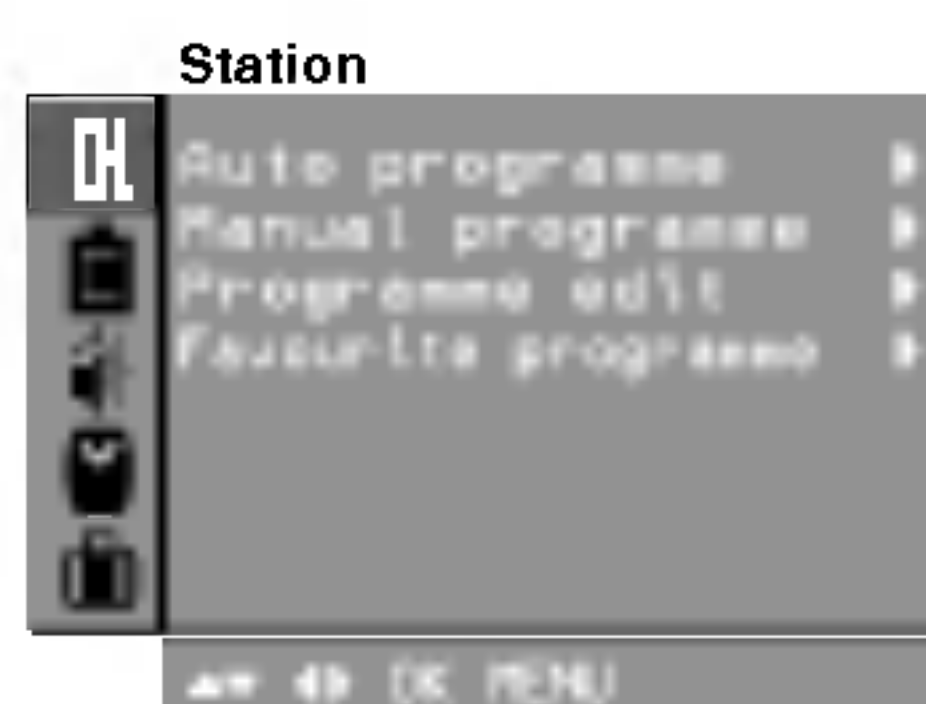 Station
CH
Auto programme
Manual programme
Programme edit
Favourite programme
▲▼ ◀▶ OK MENU